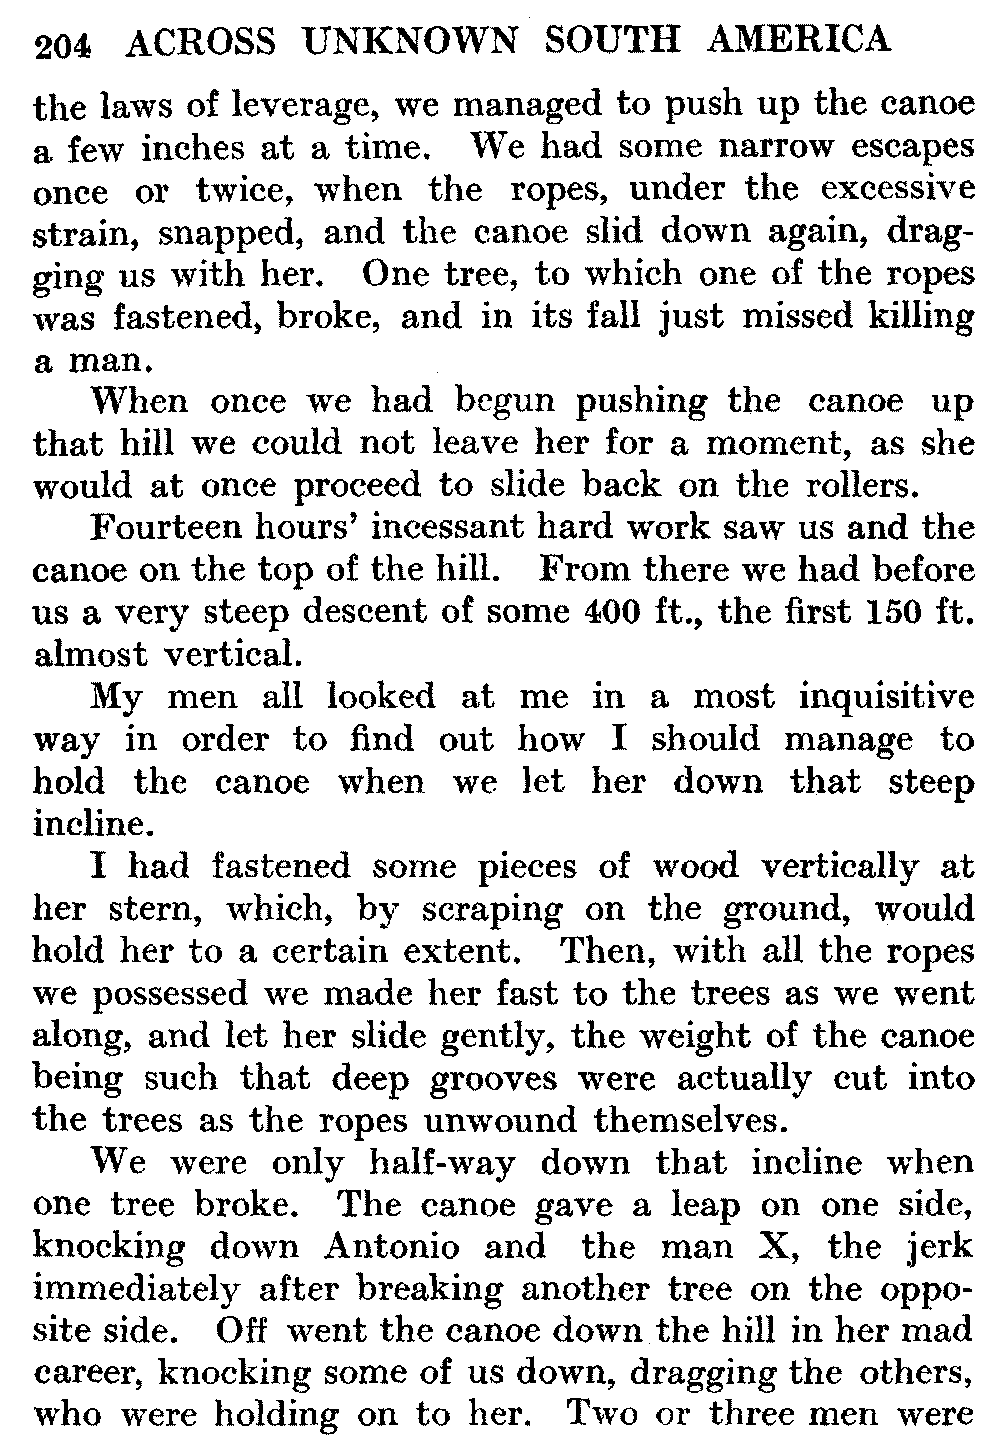 204 ACROSS UNKNOWN SOUTH AMERICA
the laws of leverage, we managed to push up the canoe
a few inches at a time. We had some narrow escapes
once or twice, when the ropes, under the excessive
strain, snapped, and the canoe slid down again, drag-
ging us with her. One tree, to which one of the ropes
was fastened, broke, and in its fall just missed killing
a man.
When once we had begun pushing the canoe up
that hill we could not leave her for a moment, as she
would at once proceed to slide back on the rollers.
Fourteen hours' incessant hard work saw us and the
canoe on the top of the hill. From there we had before
us a very steep descent of some 400 ft., the first 150 ft.
almost vertical.
My men all looked at me in a most inquisitive
way in order to find out how I should manage to
hold the canoe when we let her down that steep
incline.
I had fastened some pieces of wood vertically at
her stern, which, by scraping on the ground, would
hold her to a certain extent. Then, with all the ropes
we possessed we made her fast to the trees as we went
along, and let her slide gently, the weight of the canoe
being such that deep grooves were actually cut into
the trees as the ropes unwound themselves.
We were only half-way down that incline when
one tree broke. The canoe gave a leap on one side,
knocking down Antonio and the man X, the jerk
immediately after breaking another tree on the oppo-
site side. Off went the canoe down the hill in her mad
career, knocking some of us down, dragging the others,
who were holding on to her. Two or three men were